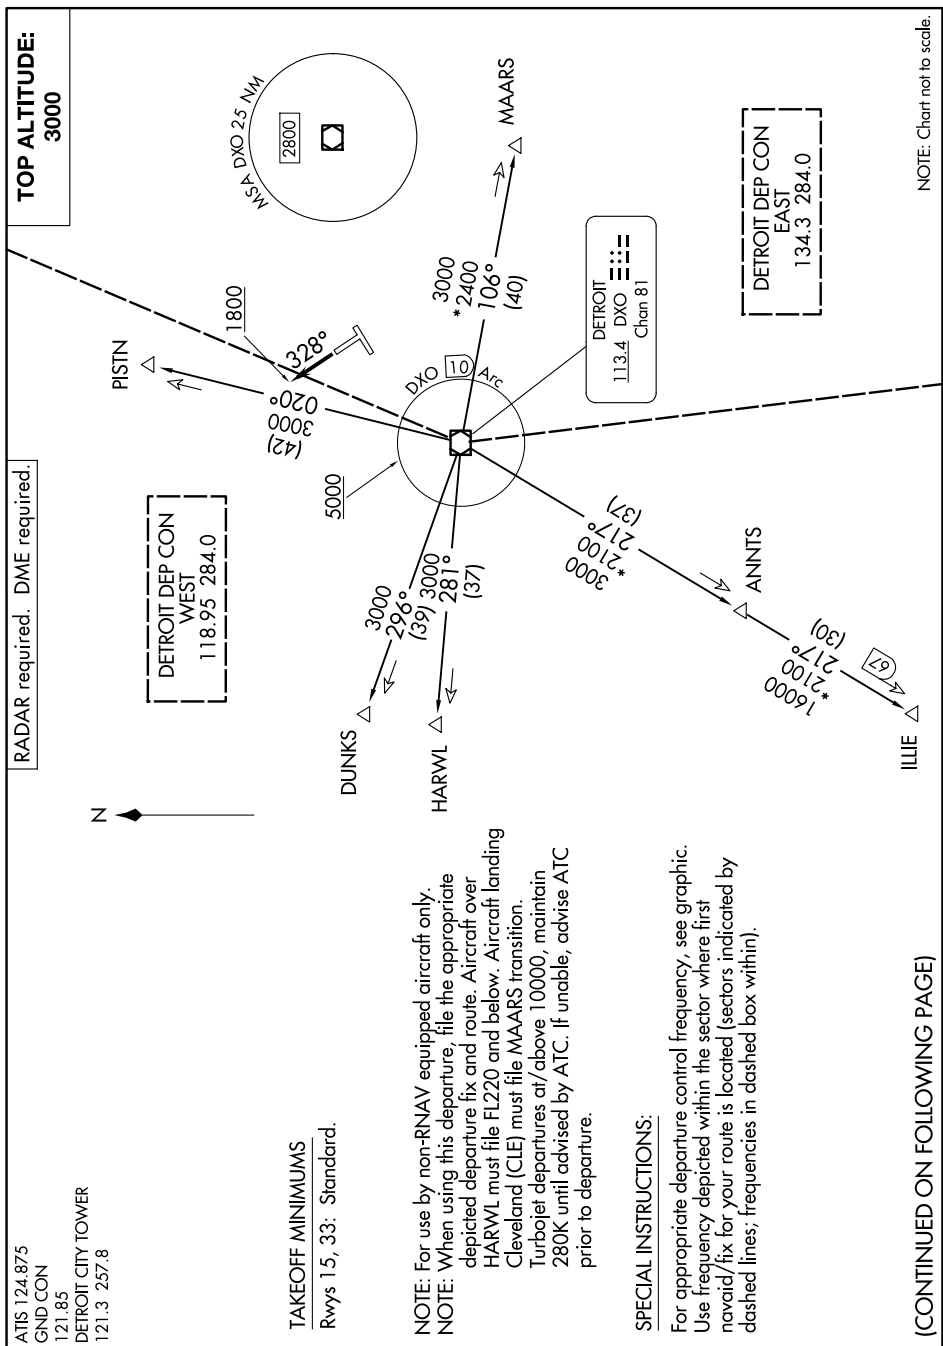 ATIS 124.875
GND CON
121.85
DETROIT CITY TOWER
121.3 257.8
RADAR required. DME required.
TOP ALTITUDE:
3000
N
TAKEOFF MINIMUMS
Rwys 15, 33: Standard.
NOTE: For use by non-RNAV equipped aircraft only.
NOTE: When using this departure, file the appropriate
depicted departure fix and route. Aircraft over
HARWL must file FL220 and below. Aircraft landing
Cleveland (CLE) must file MAARS transition.
Turbojet departures at/above 10000, maintain
280K until advised by ATC. If unable, advise ATC
prior to departure.
SPECIAL INSTRUCTIONS:
For appropriate departure control frequency, see graphic.
Use frequency depicted within the sector where first
navaid/fix for your route is located (sectors indicated by
dashed lines; frequencies in dashed box within).
(CONTINUED ON FOLLOWING PAGE)
DETROIT DEP CON
WEST
118.95 284.0
PISTN
(42)
3000
020°
328°
1800
MSA DXO 25 NM
2800
MAARS
3000
*2400
106°
(40)
DXO 10 Arc
5000
DETROIT
113.4 DXO
Chan 81
DETROIT DEP CON
EAST
134.3 284.0
DUNKS
3000
296°
(39)
HARWL
3000
281°
(37)
(37)
217°
*2100
3000
ANNTS
(30)
217°
*2100
16000
67
ILLIE
NOTE: Chart not to scale.